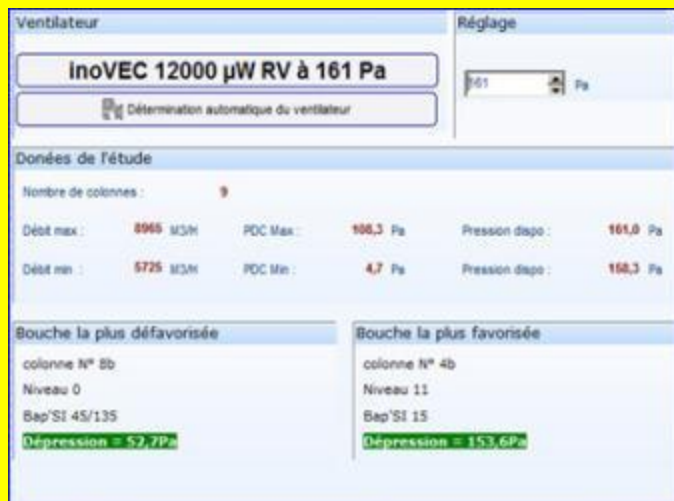 Ventilateur
Réglage
inoVEC 12000 µW RV à 161 Pa
Détermination automatique du ventilateur
161 Pa
Donées de l'étude
Nombre de colonnes : 9
Débit max : 8965 M3/H PDC Max : 108,3 Pa Pression dispo : 161,0 Pa
Débit min : 5725 M3/H PDC Min : 4,7 Pa Pression dispo : 158,3 Pa
Bouche la plus défavorisée
colonne N° 8b
Niveau 0
Bap'SI 45/135
Dépression = 52,7Pa
Bouche la plus favorisée
colonne N° 4b
Niveau 11
Bap'SI 15
Dépression = 153,6Pa